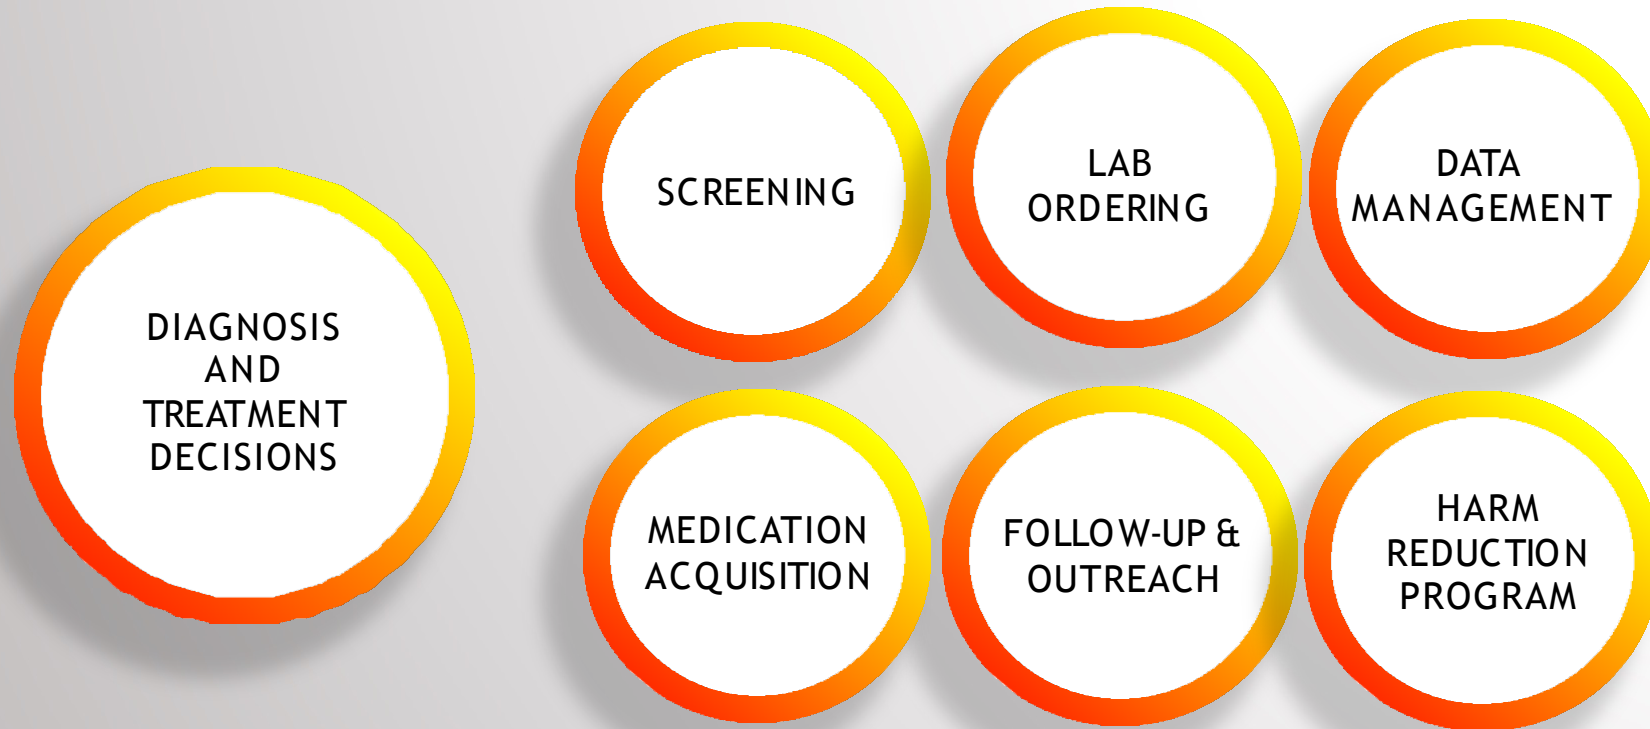 DIAGNOSIS
AND
TREATMENT
DECISIONS
SCREENING
LAB
ORDERING
DATA
MANAGEMENT
MEDICATION
ACQUISITION
FOLLOW-UP &
OUTREACH
HARM
REDUCTION
PROGRAM